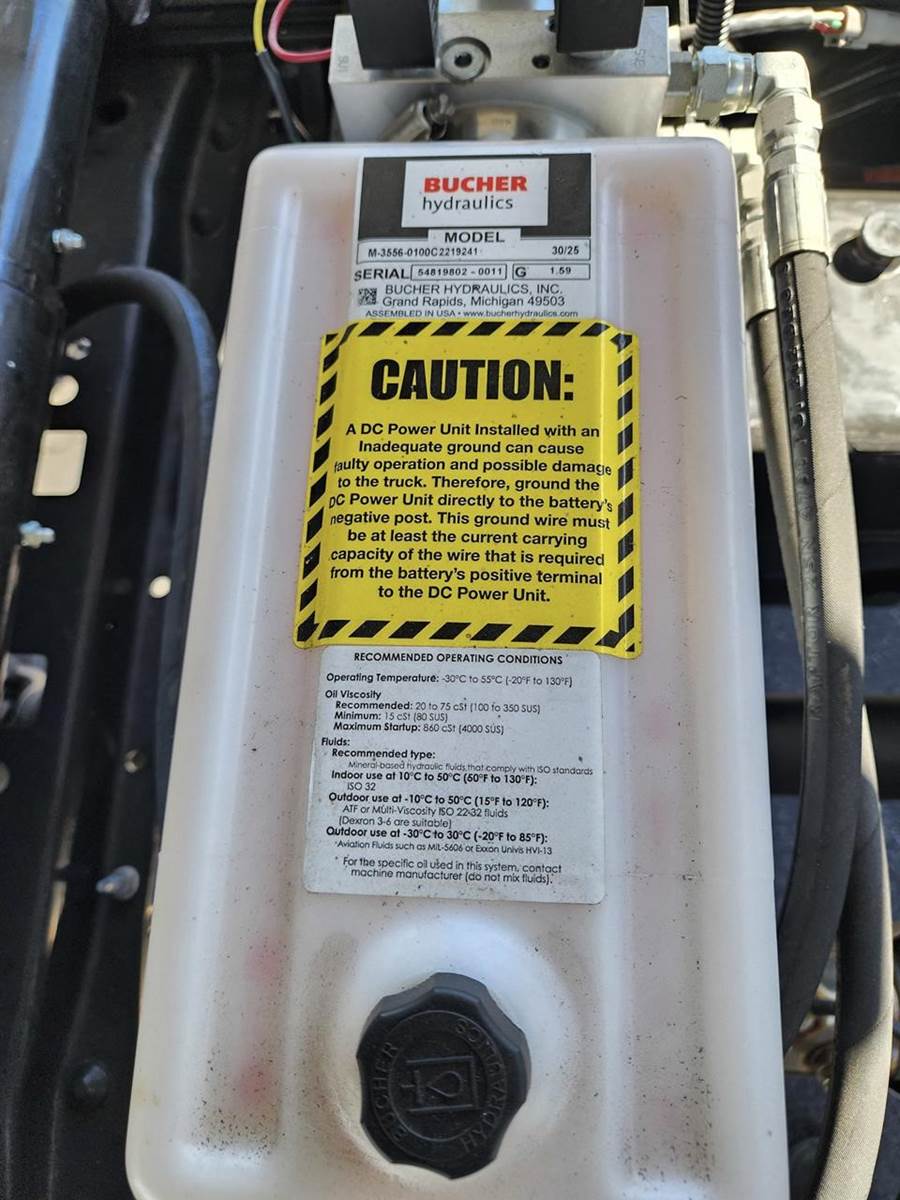 BUCHER
hydraulics
MODEL
M-3556-0100C2219241 30/25
SERIAL 54819802 - 0011 G 1.59
BUCHER HYDRAULICS, INC.
Grand Rapids, Michigan 49503
ASSEMBLED IN USA • www.bucherhydraulics.com
CAUTION:
A DC Power Unit Installed with an
Inadequate ground can cause
faulty operation and possible damage
to the truck. Therefore, ground the
DC Power Unit directly to the battery's
negative post. This ground wire must
be at least the current carrying
capacity of the wire that is required
from the battery's positive terminal
to the DC Power Unit.
RECOMMENDED OPERATING CONDITIONS
Operating Temperature: -30°C to 55°C (-20°F to 130°F)
Oil Viscosity
Recommended: 20 to 75 cSt (100 to 350 SUS)
Minimum: 15 cSt (80 SUS)
Maximum Startup: 860 cSt (4000 SUS)
Fluids:
Recommended type:
Mineral-based hydraulic fluids that comply with ISO standards
Indoor use at 10°C to 50°C (50°F to 130°F):
ISO 32
Outdoor use at -10°C to 50°C (15°F to 120°F):
ATF or Multi-Viscosity ISO 22-32 fluids
(Dexron 3-6 are suitable)
Outdoor use at -30°C to 30°C (-20°F to 85°F):
*Aviation Fluids such as MIL-5606 or Exxon Univis HVI-13
* For the specific oil used in this system, contact
machine manufacturer (do not mix fluids).
BUCHER
HYDRAULICS